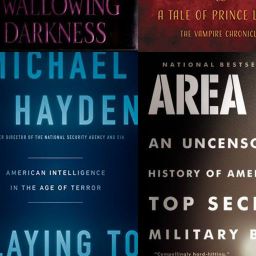 WALLOWING
DARKNESS
A TALE OF PRINCE L
THE VAMPIRE CHRONICL
MICHAEL
HAYDEN
ER DIRECTOR OF THE NATIONAL SECURITY AGENCY AND CIA
AMERICAN INTELLIGENCE
IN THE AGE OF TERROR
LAYING TO
NATIONAL BESTSE
AREA
AN UNCENSO
HISTORY OF AME
TOP SEC
MILITARY B
"Compellingly hard-hitting."